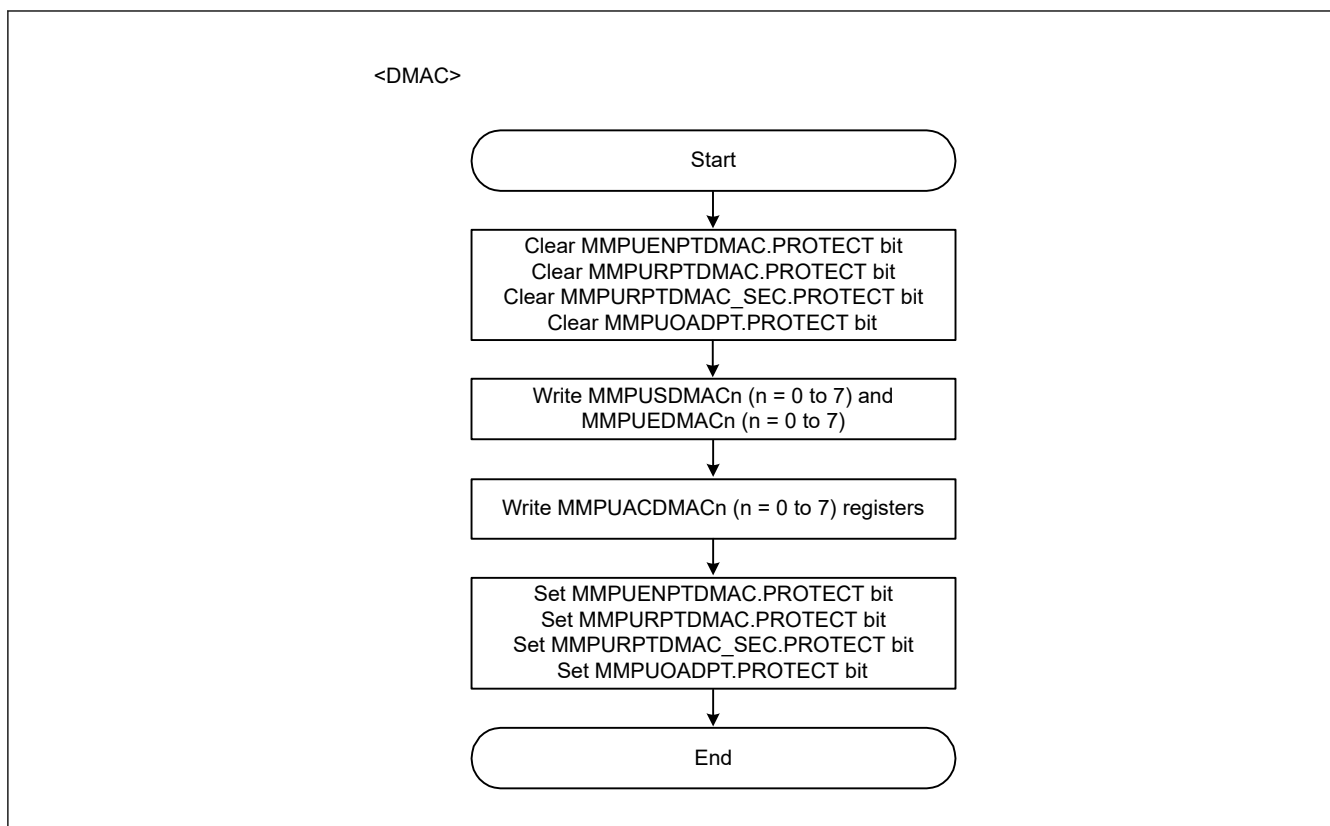 <DMAC>
Start
Clear MMPUENPTDMAC.PROTECT bit
Clear MMPURPTDMAC.PROTECT bit
Clear MMPURPTDMAC_SEC.PROTECT bit
Clear MMPUOADPT.PROTECT bit
Write MMPUSDMACn (n = 0 to 7) and
MMPUEDMACn (n = 0 to 7)
Write MMPUACDMACn (n = 0 to 7) registers
Set MMPUENPTDMAC.PROTECT bit
Set MMPURPTDMAC.PROTECT bit
Set MMPURPTDMAC_SEC.PROTECT bit
Set MMPUOADPT.PROTECT bit
End